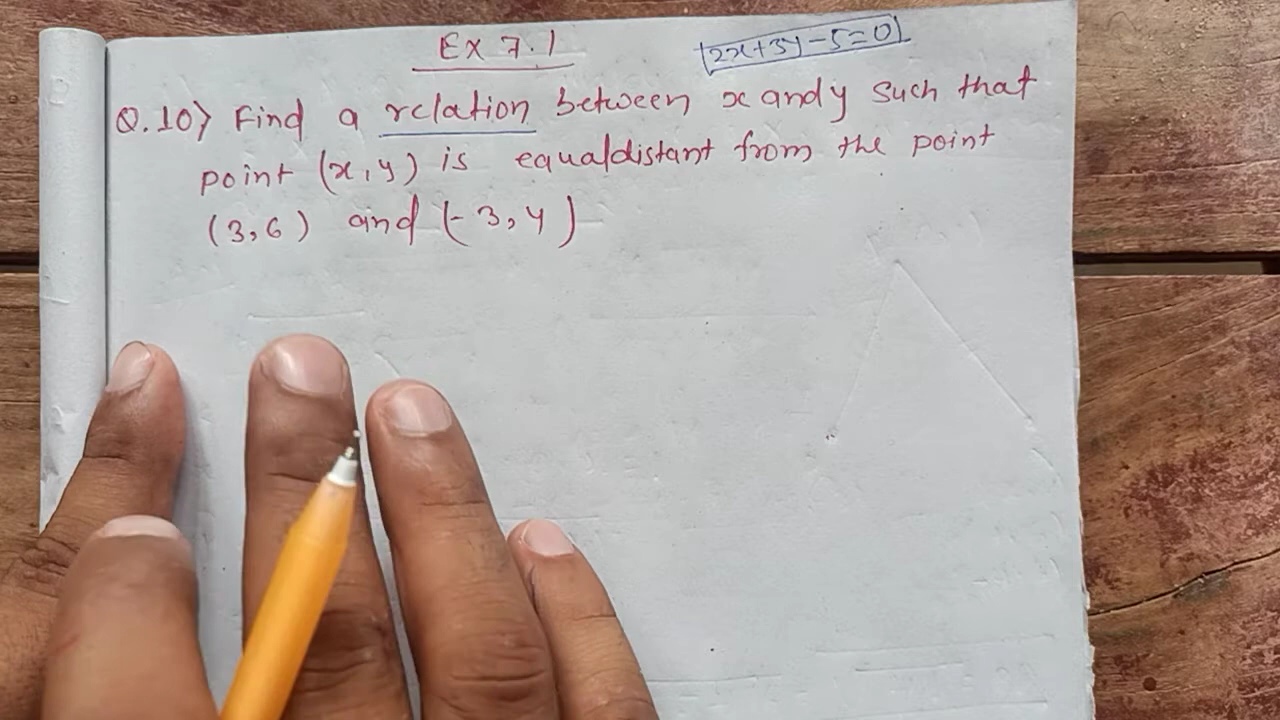 Ex 7.1
2x+3y-5=0
Q.10) Find a relation between x and y such that
point (x,y) is equaldistant from the point
(3,6) and (-3,4)